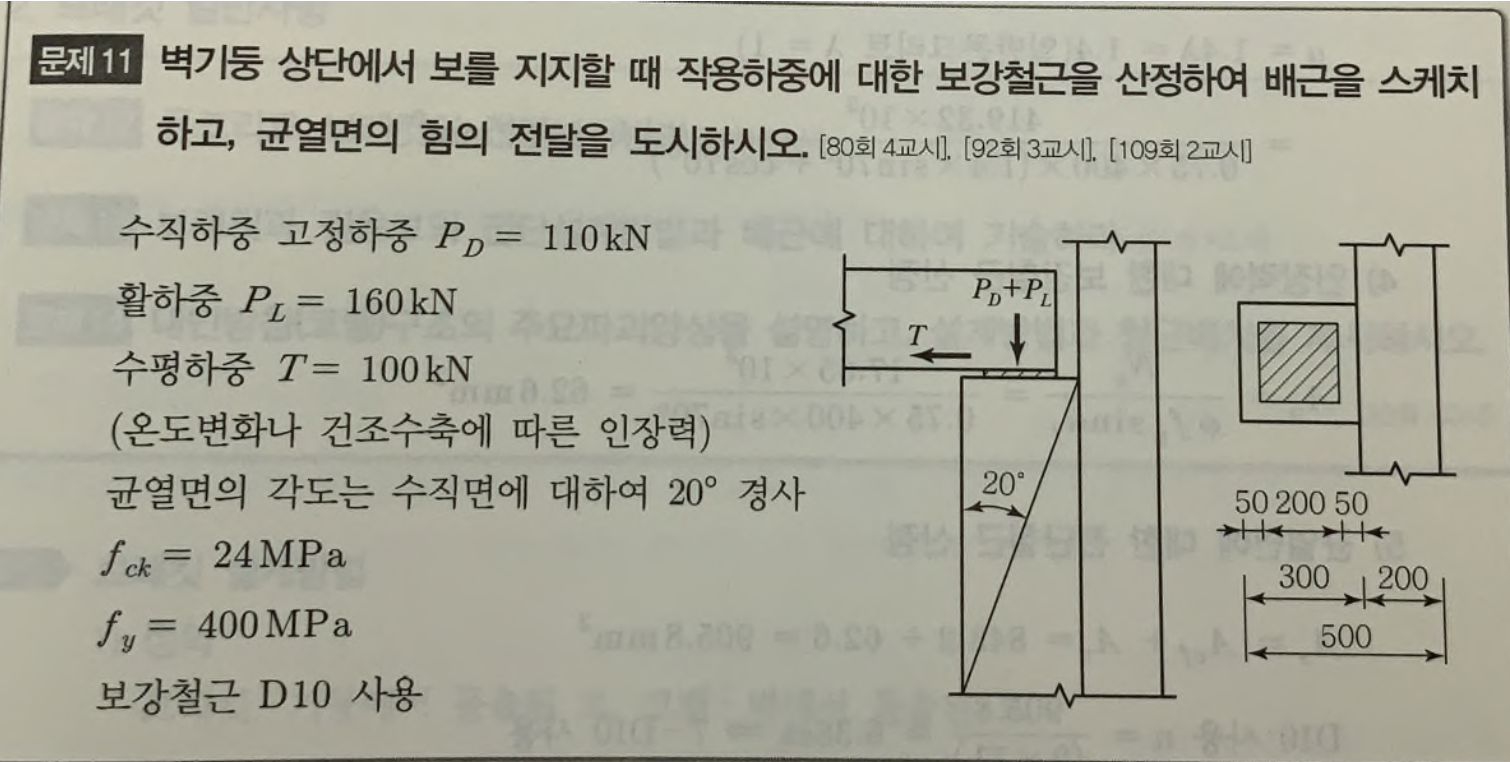 문제 11 벽기둥 상단에서 보를 지지할 때 작용하중에 대한 보강철근을 산정하여 배근을 스케치
하고, 균열면의 힘의 전달을 도시하시오. [80회 4교시], [92회 3교시], [109회 2교시]
수직하중 고정하중 P_D = 110 kN
활하중 P_L = 160 kN
수평하중 T = 100 kN
(온도변화나 건조수축에 따른 인장력)
균열면의 각도는 수직면에 대하여 20° 경사
f_ck = 24 MPa
f_y = 400 MPa
보강철근 D10 사용
P_D+P_L
T
20°
50 200 50
300 200
500